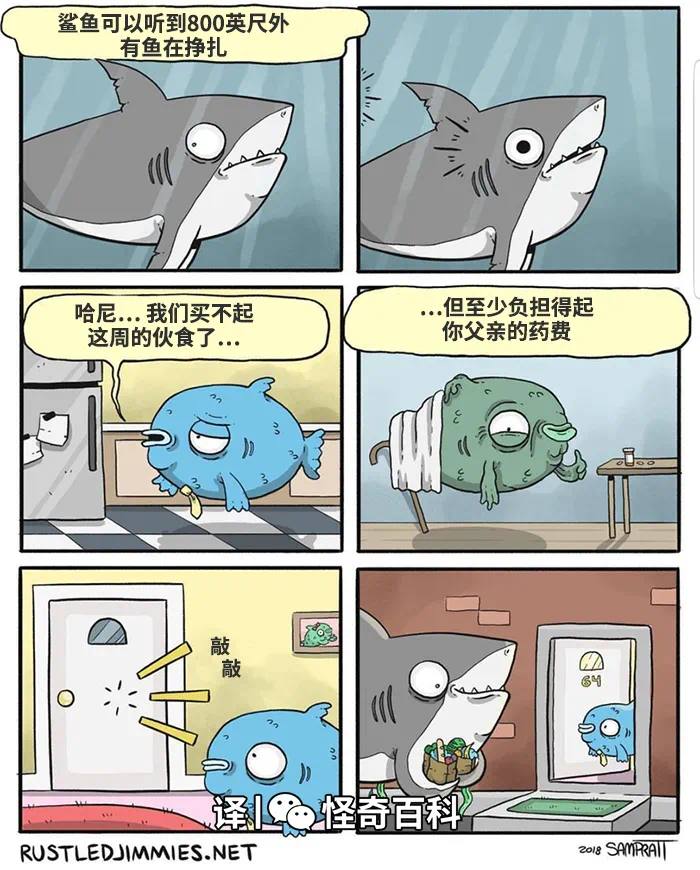 鲨鱼可以听到800英尺外
有鱼在挣扎
哈尼... 我们买不起
这周的伙食了...
...但至少负担得起
你父亲的药费
敲
敲
64
译| 怪奇百科
RUSTLEDJIMMIES.NET
2018 SAMPRATT